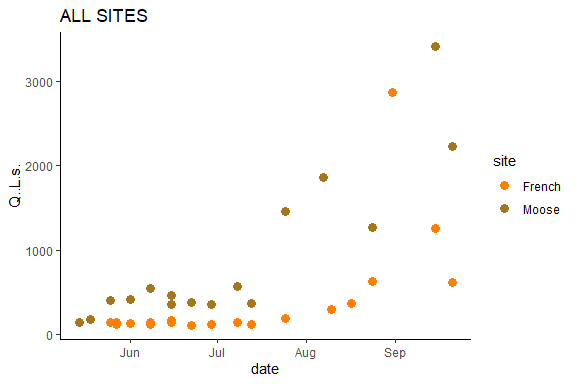 ALL SITES
3000
2000
1000
0
Q..L.s.
Jun Jul Aug Sep
date
site
French
Moose